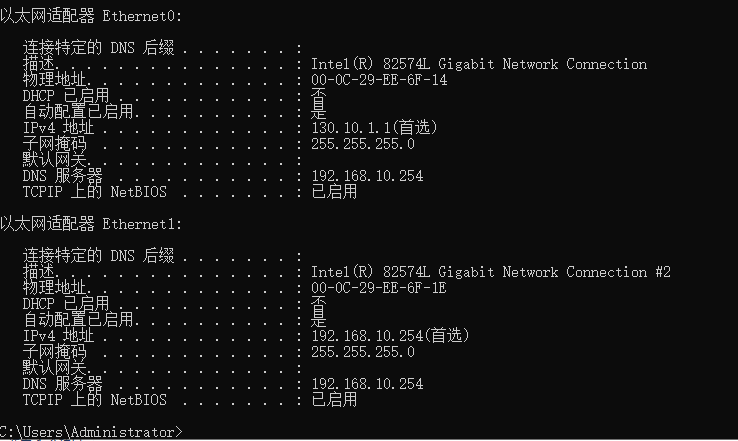 以太网适配器 Ethernet0:
连接特定的 DNS 后缀 . . . . . . . :
描述. . . . . . . . . . . . . . . : Intel(R) 82574L Gigabit Network Connection
物理地址. . . . . . . . . . . . . : 00-0C-29-EE-6F-14
DHCP 已启用 . . . . . . . . . . . : 否
自动配置已启用. . . . . . . . . . : 是
IPv4 地址 . . . . . . . . . . . . : 130.10.1.1(首选)
子网掩码  . . . . . . . . . . . . : 255.255.255.0
默认网关. . . . . . . . . . . . . :
DNS 服务器  . . . . . . . . . . . : 192.168.10.254
TCPIP 上的 NetBIOS  . . . . . . . : 已启用
以太网适配器 Ethernet1:
连接特定的 DNS 后缀 . . . . . . . :
描述. . . . . . . . . . . . . . . : Intel(R) 82574L Gigabit Network Connection #2
物理地址. . . . . . . . . . . . . : 00-0C-29-EE-6F-1E
DHCP 已启用 . . . . . . . . . . . : 否
自动配置已启用. . . . . . . . . . : 是
IPv4 地址 . . . . . . . . . . . . : 192.168.10.254(首选)
子网掩码  . . . . . . . . . . . . : 255.255.255.0
默认网关. . . . . . . . . . . . . :
DNS 服务器  . . . . . . . . . . . : 192.168.10.254
TCPIP 上的 NetBIOS  . . . . . . . : 已启用
C:\Users\Administrator>